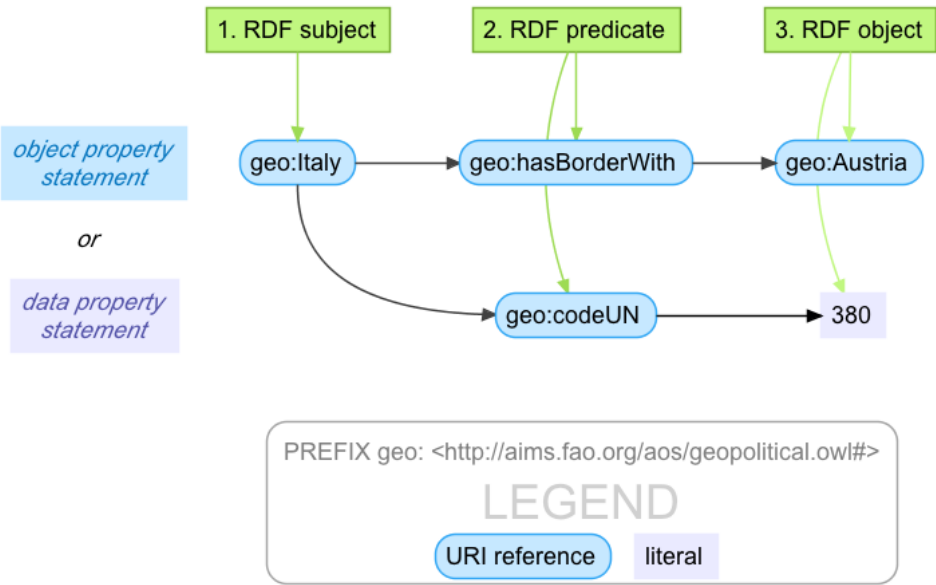 1. RDF subject
2. RDF predicate
3. RDF object
object property
statement
geo:Italy
geo:hasBorderWith
geo:Austria
or
data property
statement
geo:codeUN
380
PREFIX geo: <http://aims.fao.org/aos/geopolitical.owl#>
LEGEND
URI reference
literal